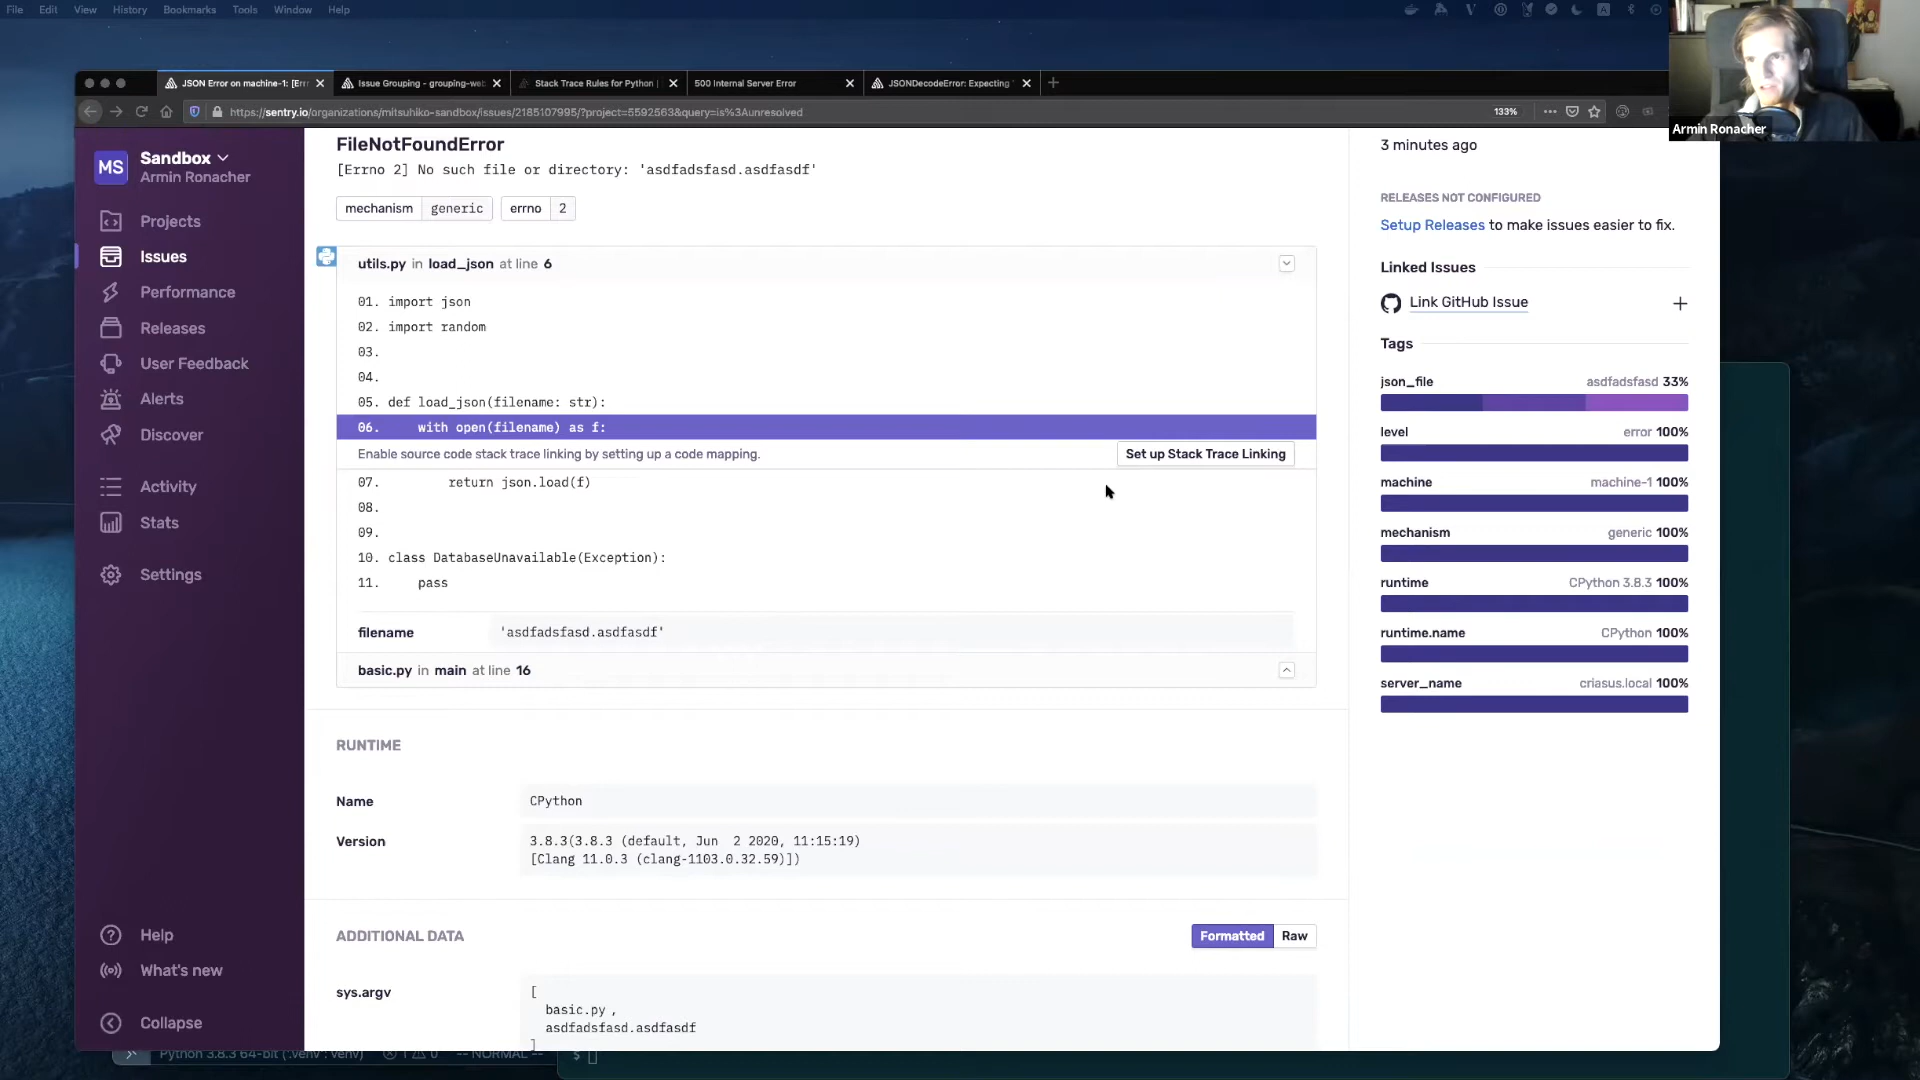 File Edit View History Bookmarks Tools Window Help
Armin Ronacher
JSON Error on machine-1: [Err
Issue Grouping - grouping-web
Stack Trace Rules for Python |
500 Internal Server Error
JSONDecodeError: Expecting
https://sentry.io/organizations/mitsuhiko-sandbox/issues/2185107995/?project=5592563&query=is%3Aunresolved
133%
MS
Sandbox
Armin Ronacher
Projects
Issues
Performance
Releases
User Feedback
Alerts
Discover
Activity
Stats
Settings
Help
What's new
Collapse
FileNotFoundError
[Errno 2] No such file or directory: 'asdfadsfasd.asdfasdf'
mechanism generic errno 2
utils.py in load_json at line 6
01. import json
02. import random
03.
04.
05. def load_json(filename: str):
06. with open(filename) as f:
Enable source code stack trace linking by setting up a code mapping.
Set up Stack Trace Linking
07. return json.load(f)
08.
09.
10. class DatabaseUnavailable(Exception):
11. pass
filename 'asdfadsfasd.asdfasdf'
basic.py in main at line 16
RUNTIME
Name CPython
Version 3.8.3(3.8.3 (default, Jun 2 2020, 11:15:19)
[Clang 11.0.3 (clang-1103.0.32.59)])
ADDITIONAL DATA
Formatted Raw
sys.argv [
basic.py ,
asdfadsfasd.asdfasdf
]
3 minutes ago
RELEASES NOT CONFIGURED
Setup Releases to make issues easier to fix.
Linked Issues
Link GitHub Issue
Tags
json_file asdfadsfasd 33%
level error 100%
machine machine-1 100%
mechanism generic 100%
runtime CPython 3.8.3 100%
runtime.name CPython 100%
server_name criasus.local 100%
Python 3.8.3 64-bit ('.venv': venv) 1 0 -- NORMAL --
$